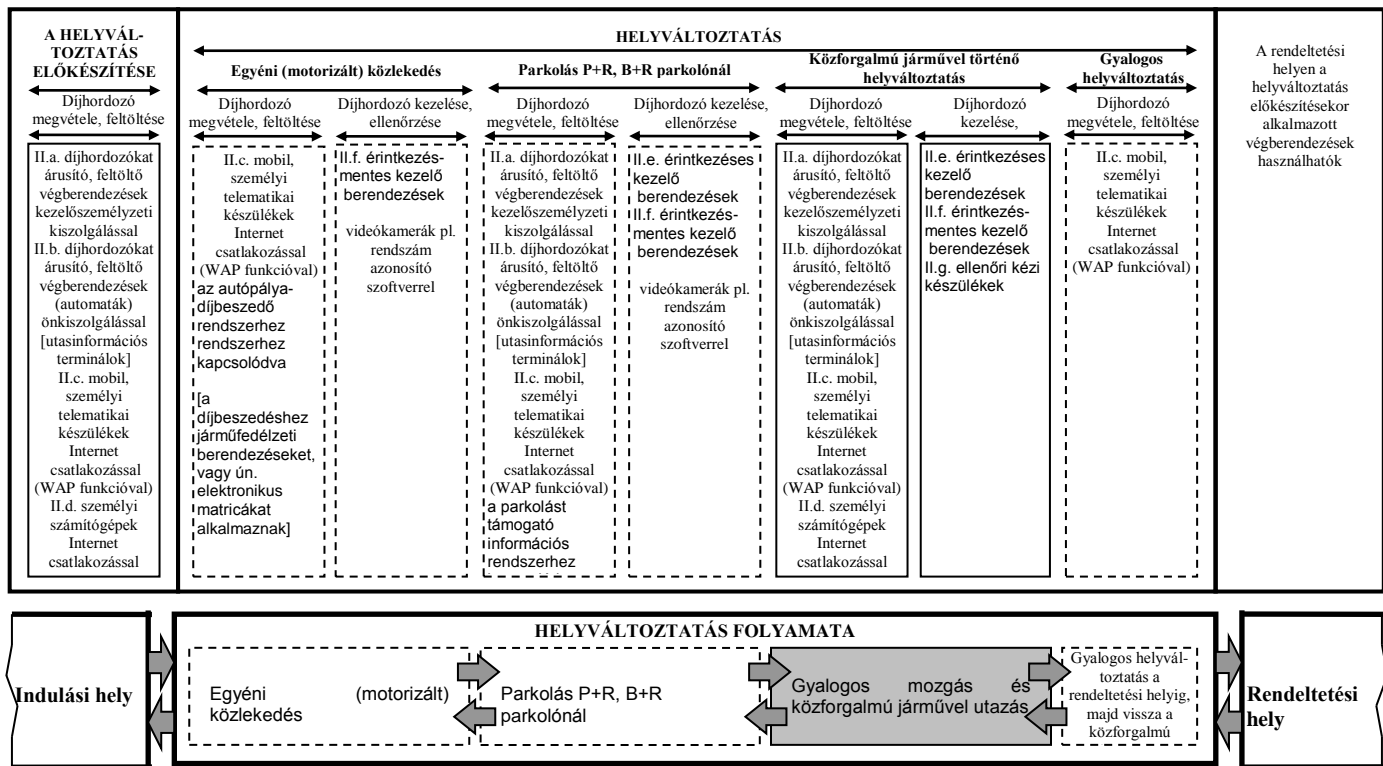 A HELYVÁL-
TOZTATÁS
ELŐKÉSZÍTÉSE
Díjhordozó
megvétele, feltöltése
II.a. díjhordozókat
árusító, feltöltő
végberendezések
kezelőszemélyzeti
kiszolgálással
II.b. díjhordozókat
árusító, feltöltő
végberendezések
(automaták)
önkiszolgálással
[utasinformációs
terminálok]
II.c. mobil,
személyi
telematikai
készülékek
Internet
csatlakozással
(WAP funkcióval)
II.d. személyi
számítógépek
Internet
csatlakozással
HELYVÁLTOZTATÁS
Egyéni (motorizált) közlekedés
Díjhordozó
megvétele, feltöltése
II.c. mobil,
személyi
telematikai
készülékek
Internet
csatlakozással
(WAP funkcióval)
az autópálya-
díjbeszedő
rendszerhez
rendszerhez
kapcsolódva
[a
díjbeszedéshez
járműfedélzeti
berendezéseket,
vagy ún.
elektronikus
matricákat
alkalmaznak]
Díjhordozó kezelése,
ellenőrzése
II.f. érintkezés-
mentes kezelő
berendezések
videókamerák pl.
rendszám
azonosító
szoftverrel
Parkolás P+R, B+R parkolónál
Díjhordozó
megvétele, feltöltése
II.a. díjhordozókat
árusító, feltöltő
végberendezések
kezelőszemélyzeti
kiszolgálással
II.b. díjhordozókat
árusító, feltöltő
végberendezések
(automaták)
önkiszolgálással
[utasinformációs
terminálok]
II.c. mobil,
személyi
telematikai
készülékek
Internet
csatlakozással
(WAP funkcióval)
a parkolást
támogató
információs
rendszerhez
Díjhordozó kezelése,
ellenőrzése
II.e. érintkezéses
kezelő
berendezések
II.f. érintkezés-
mentes kezelő
berendezések
videókamerák pl.
rendszám
azonosító
szoftverrel
Közforgalmú járművel történő
helyváltoztatás
Díjhordozó
megvétele, feltöltése
II.a. díjhordozókat
árusító, feltöltő
végberendezések
kezelőszemélyzeti
kiszolgálással
II.b. díjhordozókat
árusító, feltöltő
végberendezések
(automaták)
önkiszolgálással
[utasinformációs
terminálok]
II.c. mobil,
személyi
telematikai
készülékek
Internet
csatlakozással
(WAP funkcióval)
II.d. személyi
számítógépek
Internet
csatlakozással
Díjhordozó
kezelése,
II.e. érintkezéses
kezelő
berendezések
II.f. érintkezés-
mentes kezelő
berendezések
II.g. ellenőri kézi
készülékek
Gyalogos
helyváltoztatás
Díjhordozó
megvétele, feltöltése
II.c. mobil,
személyi
telematikai
készülékek
Internet
csatlakozással
(WAP funkcióval)
A rendeltetési
helyen a
helyváltoztatás
előkészítésekor
alkalmazott
végberendezések
használhatók
HELYVÁLTOZTATÁS FOLYAMATA
Indulási hely
Egyéni (motorizált)
közlekedés
Parkolás P+R, B+R
parkolónál
Gyalogos mozgás és
közforgalmú járművel utazás
Gyalogos helyvál-
toztatás a
rendeltetési helyig,
majd vissza a
közforgalmú
Rendeltetési
hely